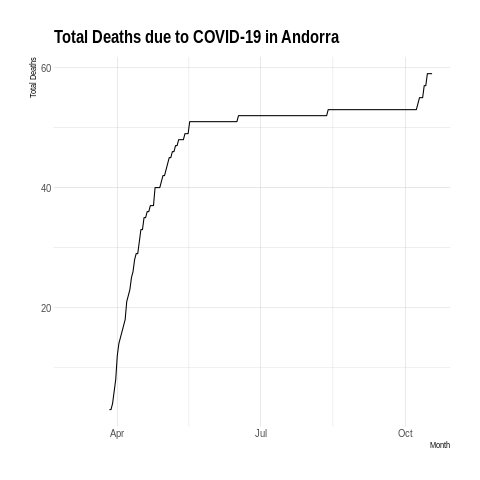 Total Deaths due to COVID-19 in Andorra
Total Deaths
60
40
20
Apr
Jul
Oct
Month